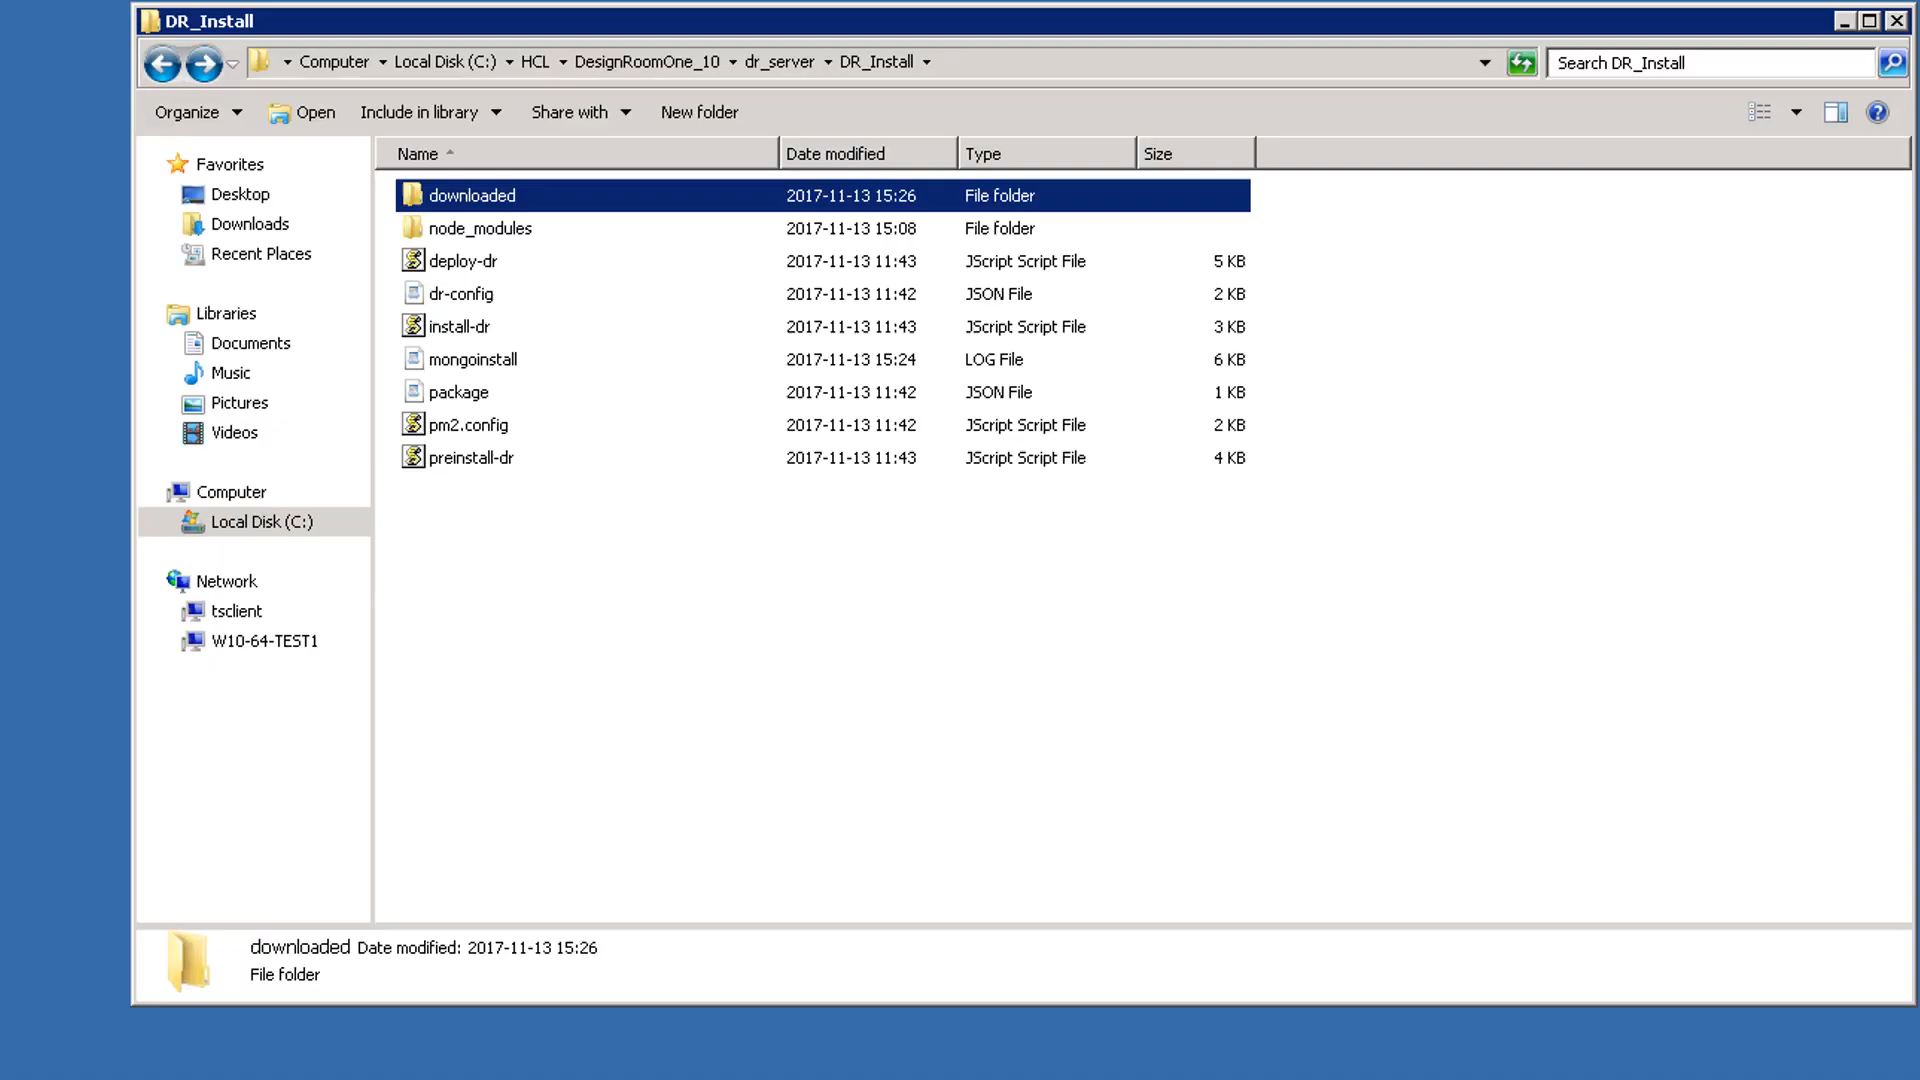 DR_Install
Computer Local Disk (C:) HCL DesignRoomOne_10 dr_server DR_Install
Search DR_Install
Organize Open Include in library Share with New folder
Favorites
Desktop
Downloads
Recent Places
Libraries
Documents
Music
Pictures
Videos
Computer
Local Disk (C:)
Network
tsclient
W10-64-TEST1
Name Date modified Type Size
downloaded 2017-11-13 15:26 File folder
node_modules 2017-11-13 15:08 File folder
deploy-dr 2017-11-13 11:43 JScript Script File 5 KB
dr-config 2017-11-13 11:42 JSON File 2 KB
install-dr 2017-11-13 11:43 JScript Script File 3 KB
mongoinstall 2017-11-13 15:24 LOG File 6 KB
package 2017-11-13 11:42 JSON File 1 KB
pm2.config 2017-11-13 11:42 JScript Script File 2 KB
preinstall-dr 2017-11-13 11:43 JScript Script File 4 KB
downloaded Date modified: 2017-11-13 15:26
File folder